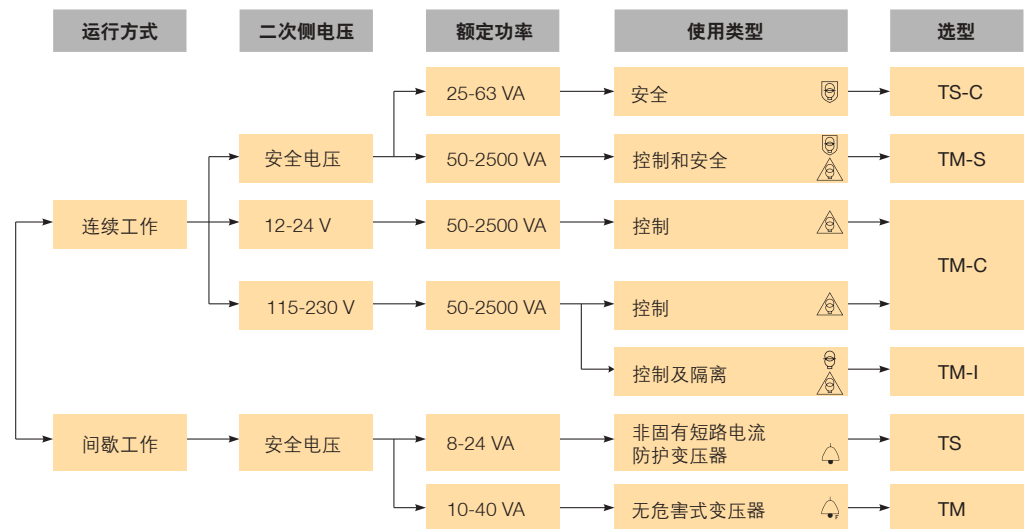 运行方式 二次侧电压 额定功率 使用类型 选型
25-63 VA 安全 TS-C
安全电压 50-2500 VA 控制和安全 TM-S
连续工作 12-24 V 50-2500 VA 控制
TM-C
115-230 V 50-2500 VA 控制
控制及隔离 TM-I
间歇工作 安全电压 8-24 VA 非固有短路电流
防护变压器 TS
10-40 VA 无危害式变压器 F TM